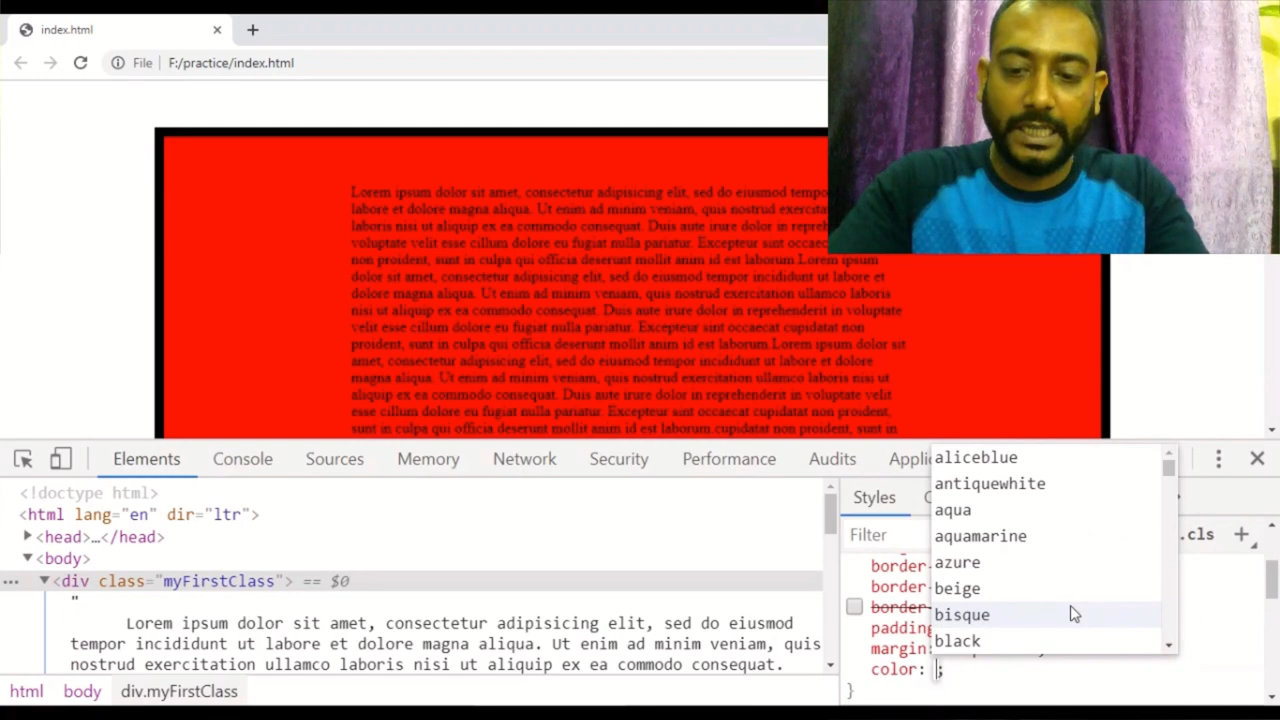 index.html
File F:/practice/index.html
Lorem ipsum dolor sit amet, consectetur adipisicing elit, sed do eiusmod
labore et dolore magna aliqua. Ut enim ad minim veniam, quis nostrud
laboris nisi ut aliquip ex ea commodo consequat. Duis aute irure dolor in
voluptate velit esse cillum dolore eu fugiat nulla pariatur. Excepteur sint
non proident, sunt in culpa qui officia deserunt mollit anim id est laborum.Lorem ipsum
dolor sit amet, consectetur adipisicing elit, sed do eiusmod tempor incididunt ut labore et
dolore magna aliqua. Ut enim ad minim veniam, quis nostrud exercitation ullamco laboris
nisi ut aliquip ex ea commodo consequat. Duis aute irure dolor in reprehenderit in voluptate
velit esse cillum dolore eu fugiat nulla pariatur. Excepteur sint occaecat cupidatat non
proident, sunt in culpa qui officia deserunt mollit anim id est laborum.Lorem ipsum dolor sit
amet, consectetur adipisicing elit, sed do eiusmod tempor incididunt ut labore et dolore
magna aliqua. Ut enim ad minim veniam, quis nostrud exercitation ullamco laboris nisi ut
aliquip ex ea commodo consequat. Duis aute irure dolor in reprehenderit in voluptate velit
esse cillum dolore eu fugiat nulla pariatur. Excepteur sint occaecat cupidatat non proident,
sunt in culpa qui officia deserunt mollit anim id est laborum.cupidatat non proident, sunt in
Elements Console Sources Memory Network Security Performance Audits
<!doctype html>
<html lang="en" dir="ltr">
<head>…</head>
<body>
<div class="myFirstClass"> == $0
"
Lorem ipsum dolor sit amet, consectetur adipisicing elit, sed do eiusmod
tempor incididunt ut labore et dolore magna aliqua. Ut enim ad minim veniam, quis
nostrud exercitation ullamco laboris nisi ut aliquip ex ea commodo consequat.
html body div.myFirstClass
Styles
Filter .cls +
border-
border-
border-
padding
margin:
color: ;
}
aliceblue
antiquewhite
aqua
aquamarine
azure
beige
bisque
black